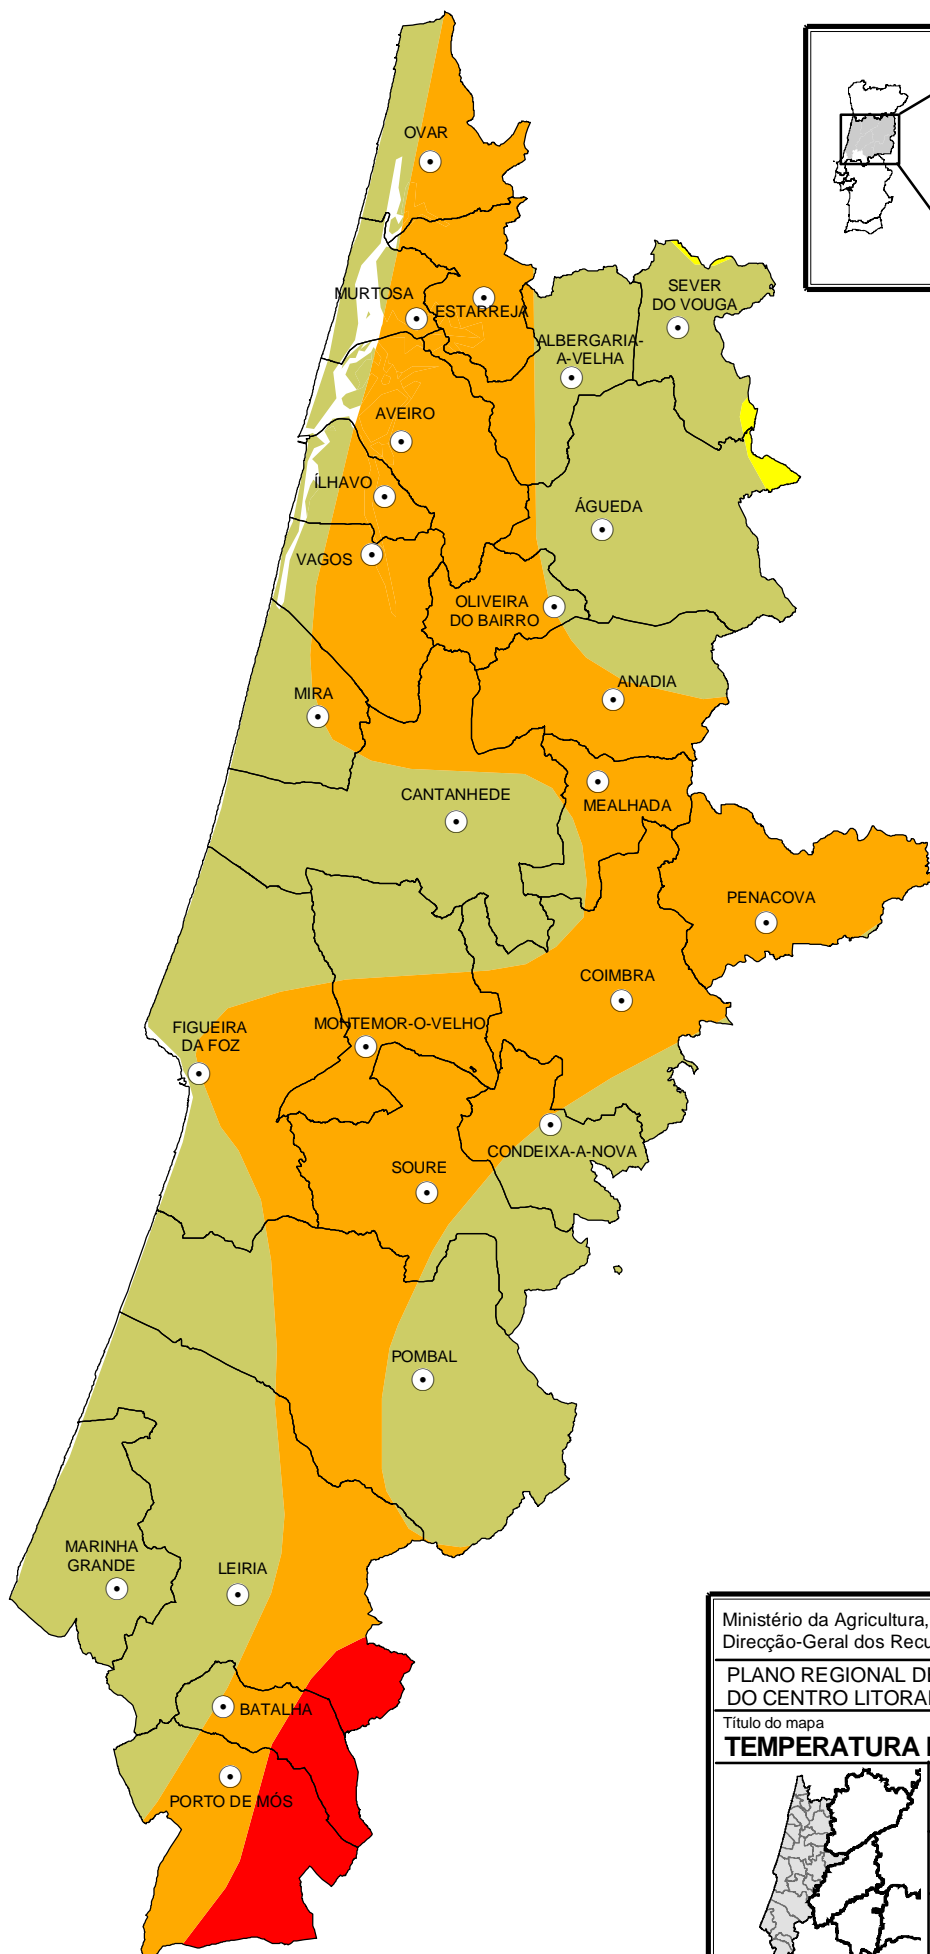 OVAR
MURTOSA
ESTARREJA
SEVER
DO VOUGA
ALBERGARIA-
A-VELHA
AVEIRO
ÍLHAVO
ÁGUEDA
VAGOS
OLIVEIRA
DO BAIRRO
ANADIA
MIRA
CANTANHEDE
MEALHADA
PENACOVA
COIMBRA
FIGUEIRA
DA FOZ
MONTEMOR-O-VELHO
CONDEIXA-A-NOVA
SOURE
POMBAL
MARINHA
GRANDE
LEIRIA
BATALHA
PORTO DE MÓS
Ministério da Agricultura,
Direcção-Geral dos Recu
PLANO REGIONAL DE
DO CENTRO LITORAL
Título do mapa
TEMPERATURA